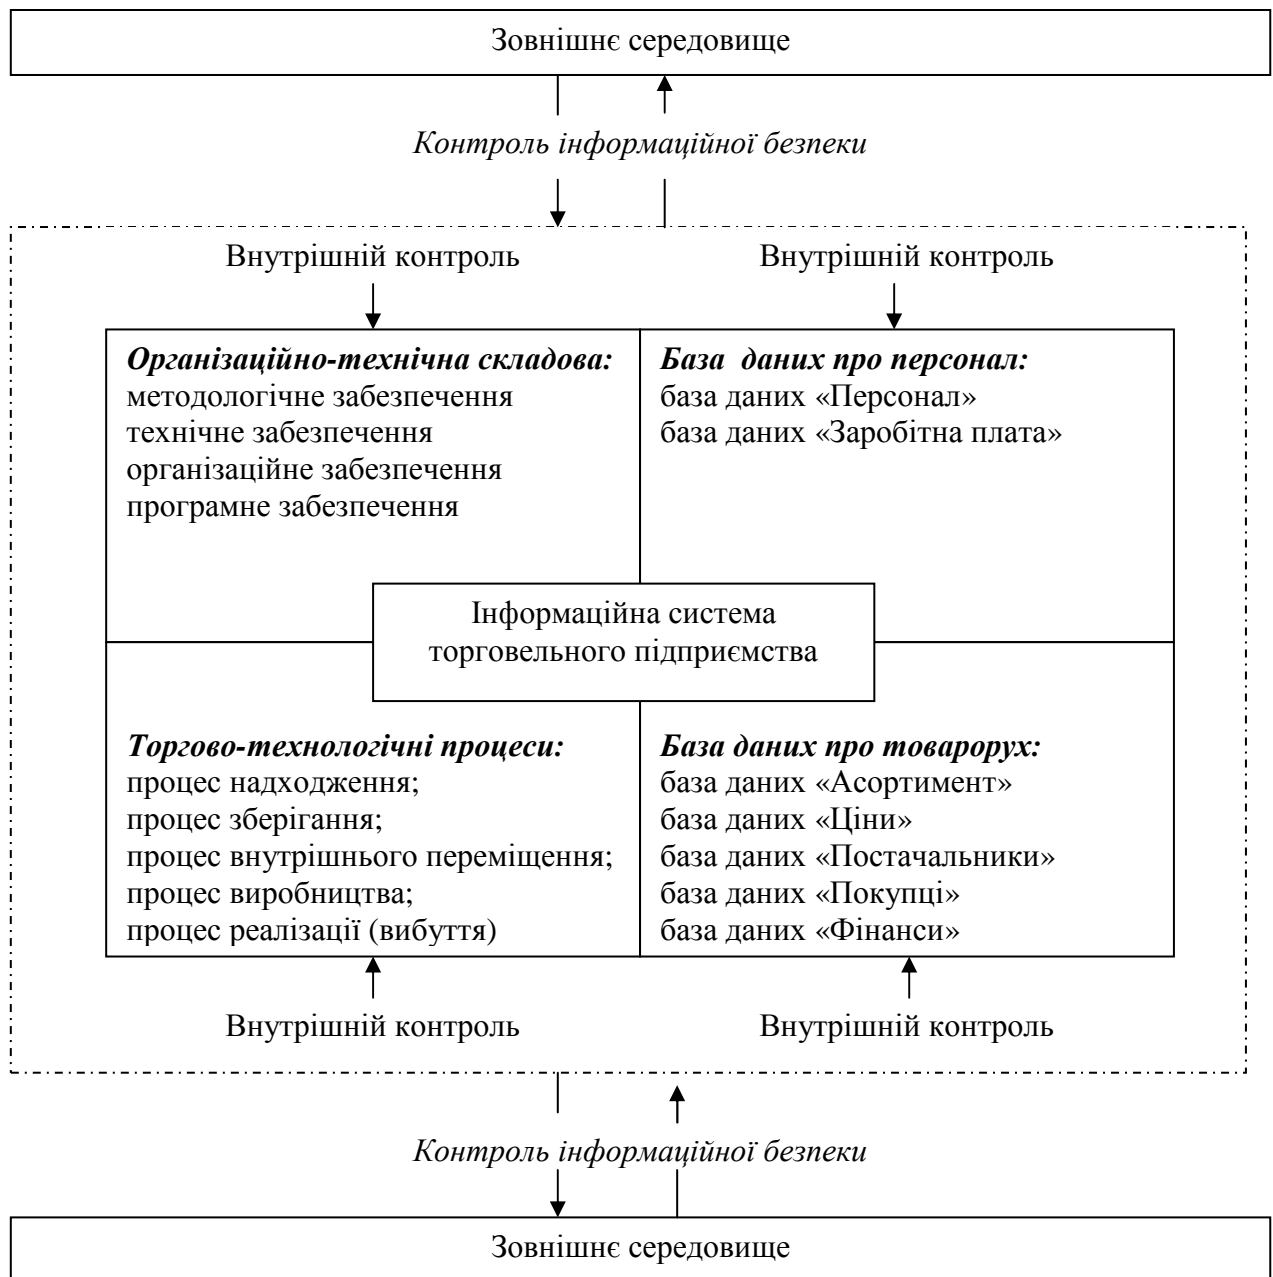 Зовнішнє середовище
Контроль інформаційної безпеки
Внутрішній контроль
Внутрішній контроль
Організаційно-технічна складова:
методологічне забезпечення
технічне забезпечення
організаційне забезпечення
програмне забезпечення
База даних про персонал:
база даних «Персонал»
база даних «Заробітна плата»
Інформаційна система
торговельного підприємства
Торгово-технологічні процеси:
процес надходження;
процес зберігання;
процес внутрішнього переміщення;
процес виробництва;
процес реалізації (вибуття)
База даних про товарорух:
база даних «Асортимент»
база даних «Ціни»
база даних «Постачальники»
база даних «Покупці»
база даних «Фінанси»
Внутрішній контроль
Внутрішній контроль
Контроль інформаційної безпеки
Зовнішнє середовище